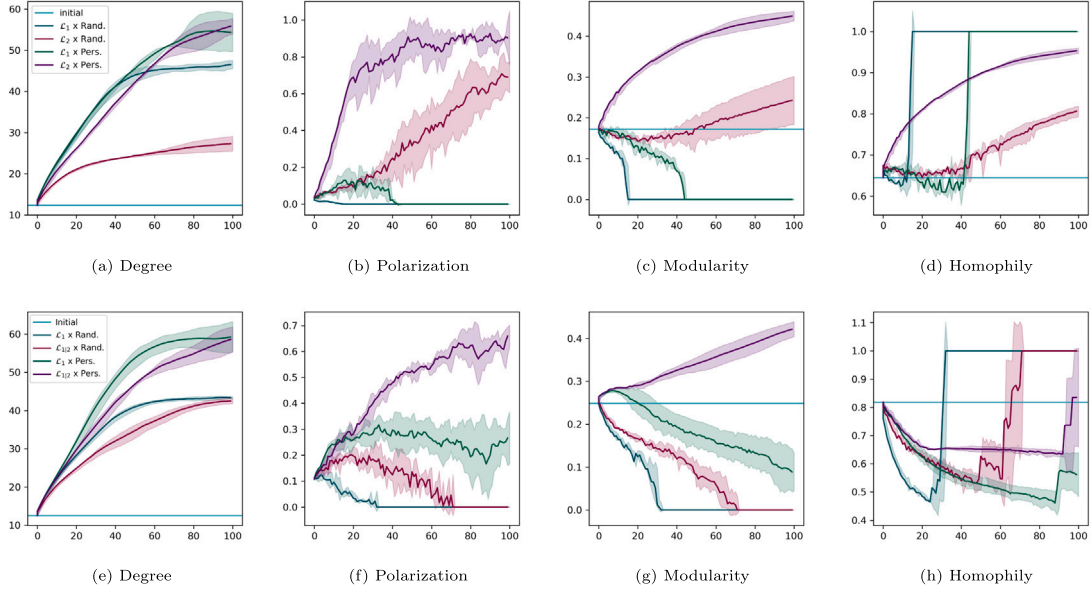 60
50
40
30
20
10
0 20 40 60 80 100
initial
ℒ₁ x Rand.
ℒ₂ x Rand.
ℒ₁ x Pers.
ℒ₂ x Pers.
(a) Degree
1.0
0.8
0.6
0.4
0.2
0.0
0 20 40 60 80 100
(b) Polarization
0.4
0.3
0.2
0.1
0.0
0 20 40 60 80 100
(c) Modularity
1.0
0.9
0.8
0.7
0.6
0 20 40 60 80 100
(d) Homophily
60
50
40
30
20
10
0 20 40 60 80 100
Initial
ℒ₁ x Rand.
ℒ₁|₂ x Rand.
ℒ₁ x Pers.
ℒ₁|₂ x Pers.
(e) Degree
0.7
0.6
0.5
0.4
0.3
0.2
0.1
0.0
0 20 40 60 80 100
(f) Polarization
0.4
0.3
0.2
0.1
0.0
0 20 40 60 80 100
(g) Modularity
1.1
1.0
0.9
0.8
0.7
0.6
0.5
0.4
0 20 40 60 80 100
(h) Homophily